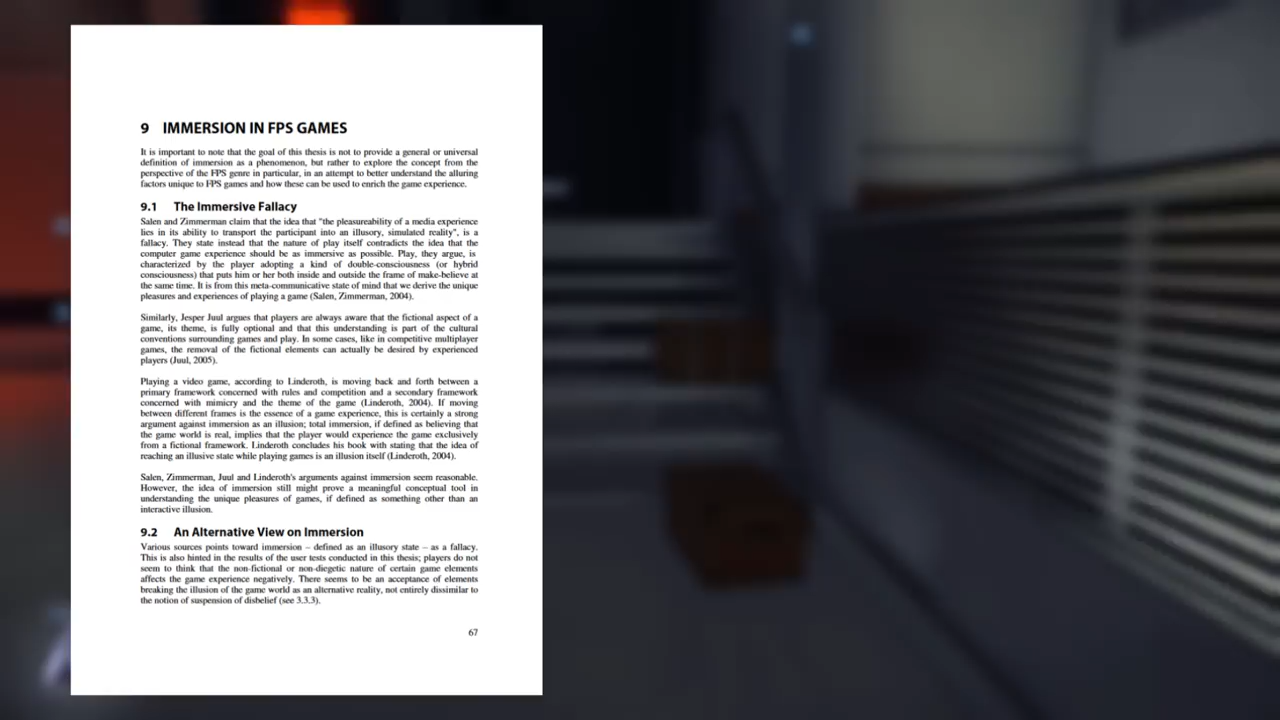 9 IMMERSION IN FPS GAMES
It is important to note that the goal of this thesis is not to provide a general or universal
definition of immersion as a phenomenon, but rather to explore the concept from the
perspective of the FPS genre in particular, in an attempt to better understand the alluring
factors unique to FPS games and how these can be used to enrich the game experience.
9.1 The Immersive Fallacy
Salen and Zimmerman claim that the idea that "the pleasureability of a media experience
lies in its ability to transport the participant into an illusory, simulated reality", is a
fallacy. They state instead that the nature of play itself contradicts the idea that the
computer game experience should be as immersive as possible. Play, they argue, is
characterized by the player adopting a kind of double-consciousness (or hybrid
consciousness) that puts him or her both inside and outside the frame of make-believe at
the same time. It is from this meta-communicative state of mind that we derive the unique
pleasures and experiences of playing a game (Salen, Zimmerman, 2004).
Similarly, Jesper Juul argues that players are always aware that the fictional aspect of a
game, its theme, is fully optional and that this understanding is part of the cultural
conventions surrounding games and play. In some cases, like in competitive multiplayer
games, the removal of the fictional elements can actually be desired by experienced
players (Juul, 2005).
Playing a video game, according to Linderoth, is moving back and forth between a
primary framework concerned with rules and competition and a secondary framework
concerned with mimicry and the theme of the game (Linderoth, 2004). If moving
between different frames is the essence of a game experience, this is certainly a strong
argument against immersion as an illusion; total immersion, if defined as believing that
the game world is real, implies that the player would experience the game exclusively
from a fictional framework. Linderoth concludes his book with stating that the idea of
reaching an illusive state while playing games is an illusion itself (Linderoth, 2004).
Salen, Zimmerman, Juul and Linderoth's arguments against immersion seem reasonable.
However, the idea of immersion still might prove a meaningful conceptual tool in
understanding the unique pleasures of games, if defined as something other than an
interactive illusion.
9.2 An Alternative View on Immersion
Various sources points toward immersion – defined as an illusory state – as a fallacy.
This is also hinted in the results of the user tests conducted in this thesis; players do not
seem to think that the non-fictional or non-diegetic nature of certain game elements
affects the game experience negatively. There seems to be an acceptance of elements
breaking the illusion of the game world as an alternative reality, not entirely dissimilar to
the notion of suspension of disbelief (see 3.3.3).
67